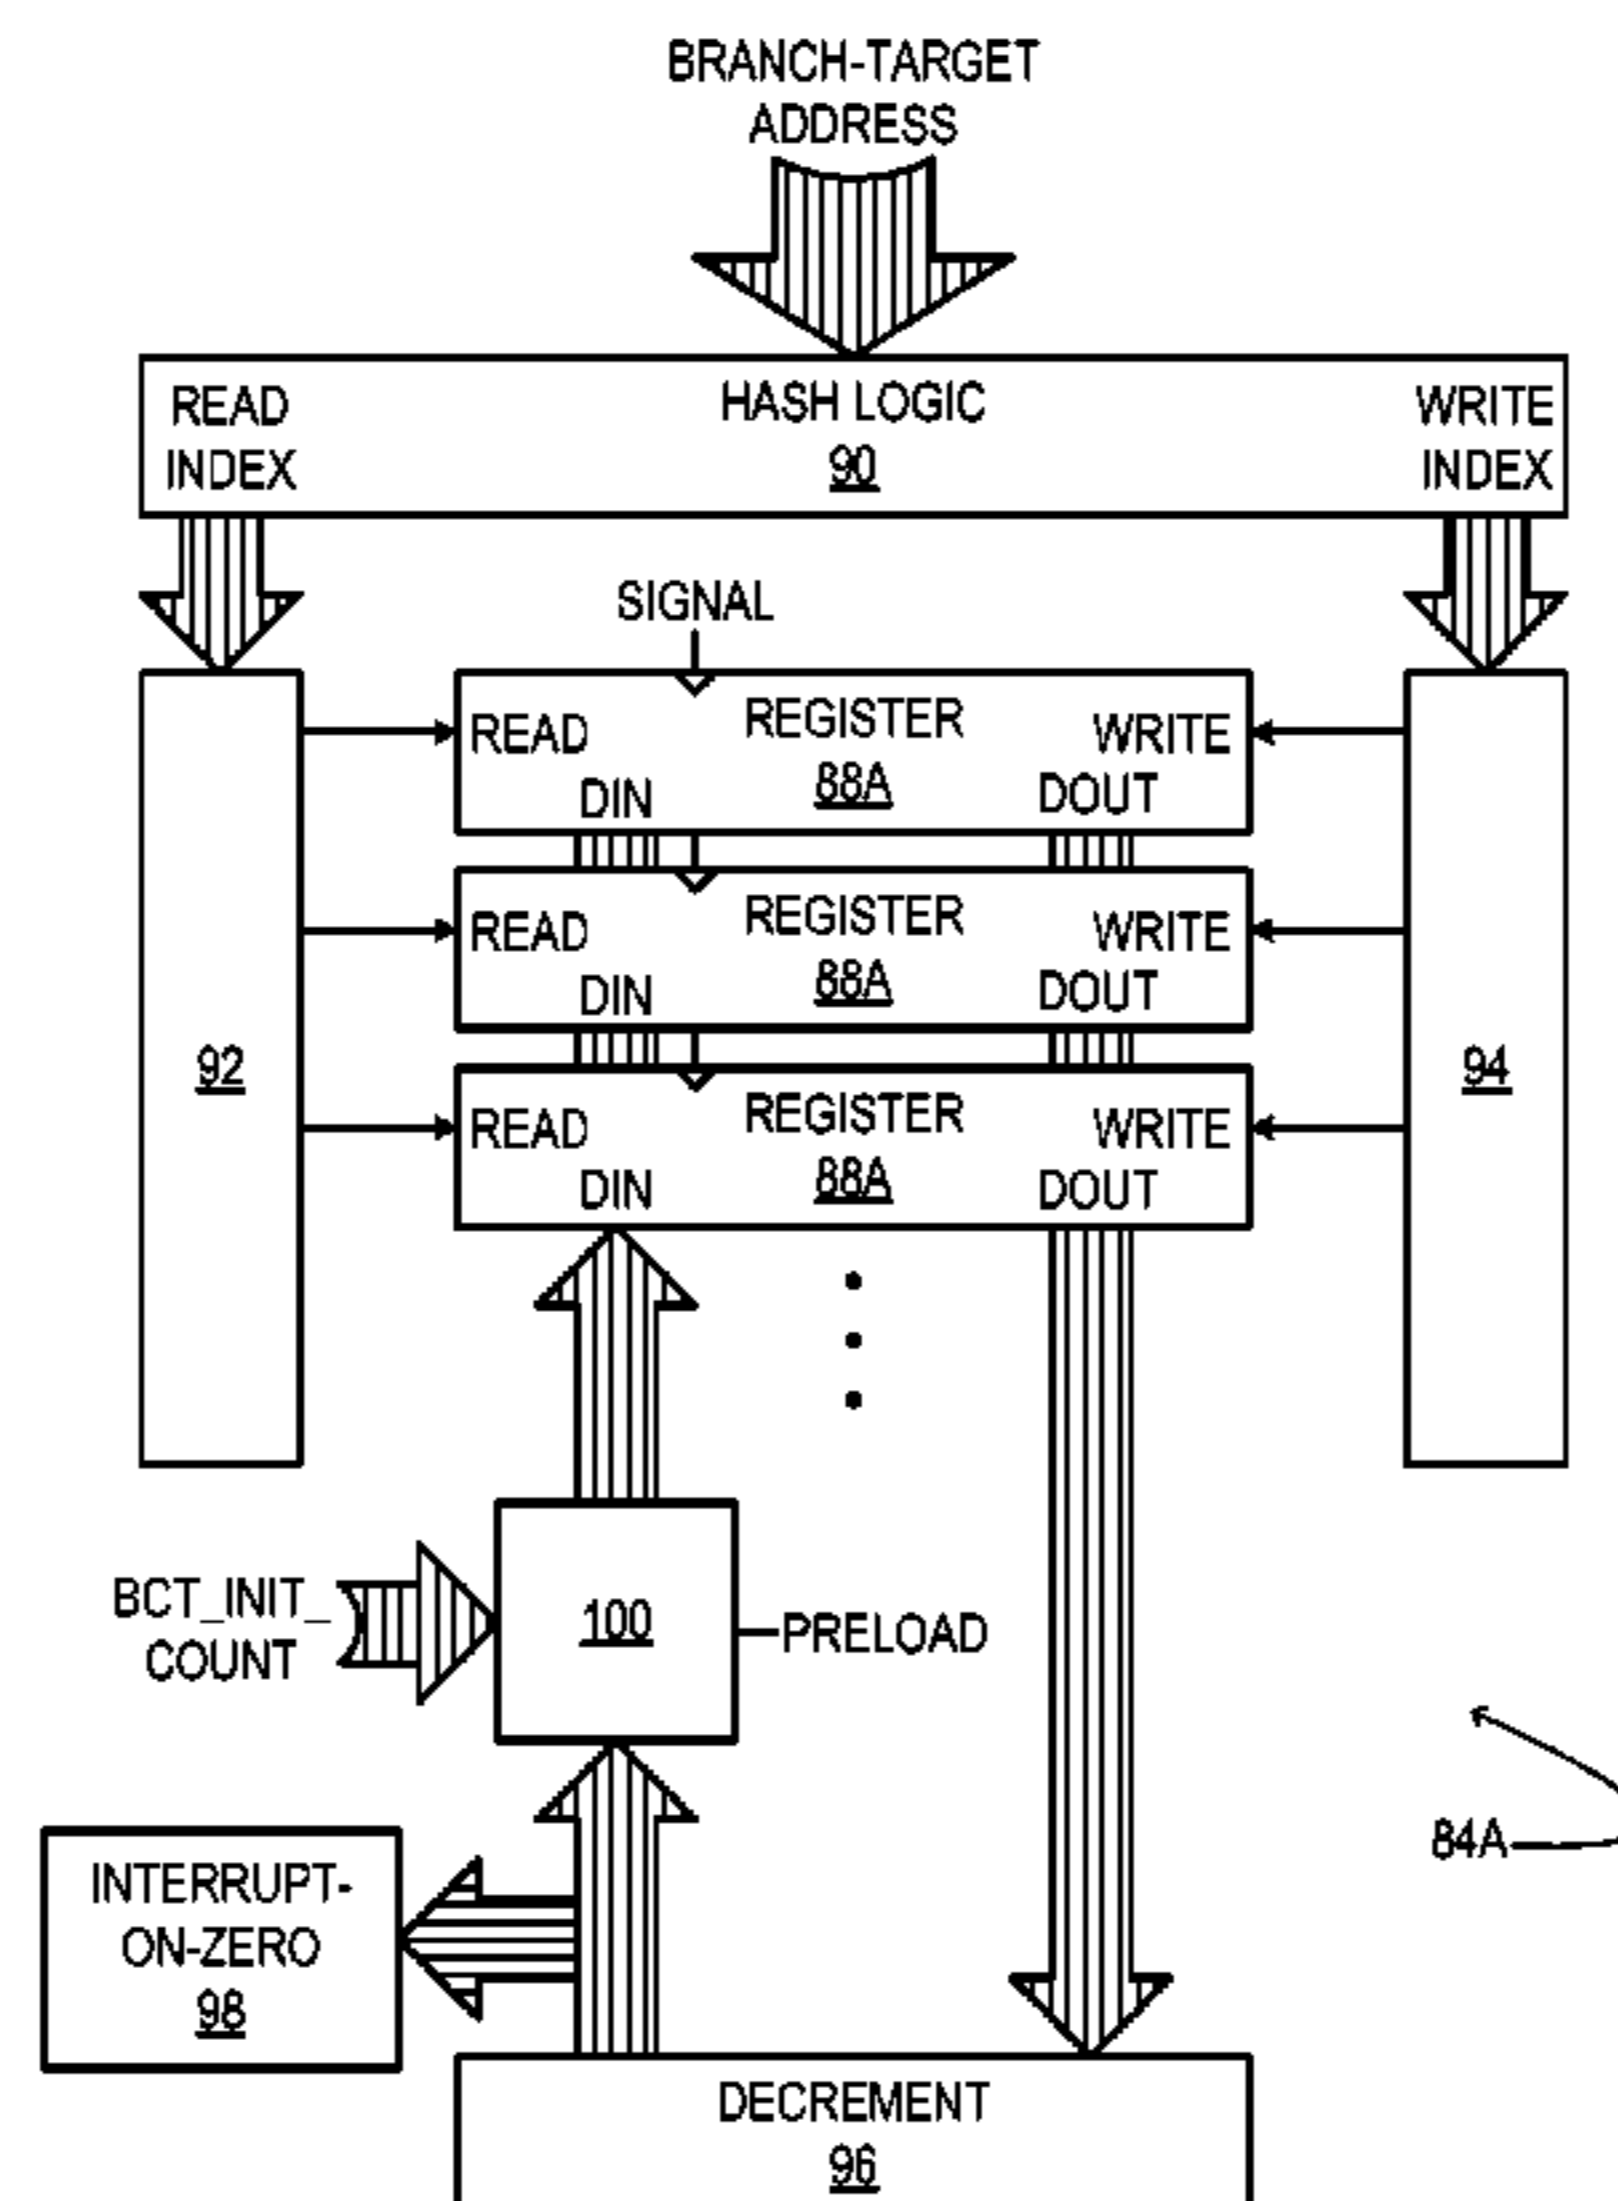 BRANCH-TARGET
ADDRESS
READ
INDEX
HASH LOGIC
90
WRITE
INDEX
SIGNAL
READ
REGISTER
WRITE
88A
DIN
DOUT
READ
REGISTER
WRITE
88A
DIN
DOUT
READ
REGISTER
WRITE
88A
DIN
DOUT
92
94
BCT_INIT_
COUNT
100
PRELOAD
84A
INTERRUPT-
ON-ZERO
98
DECREMENT
96